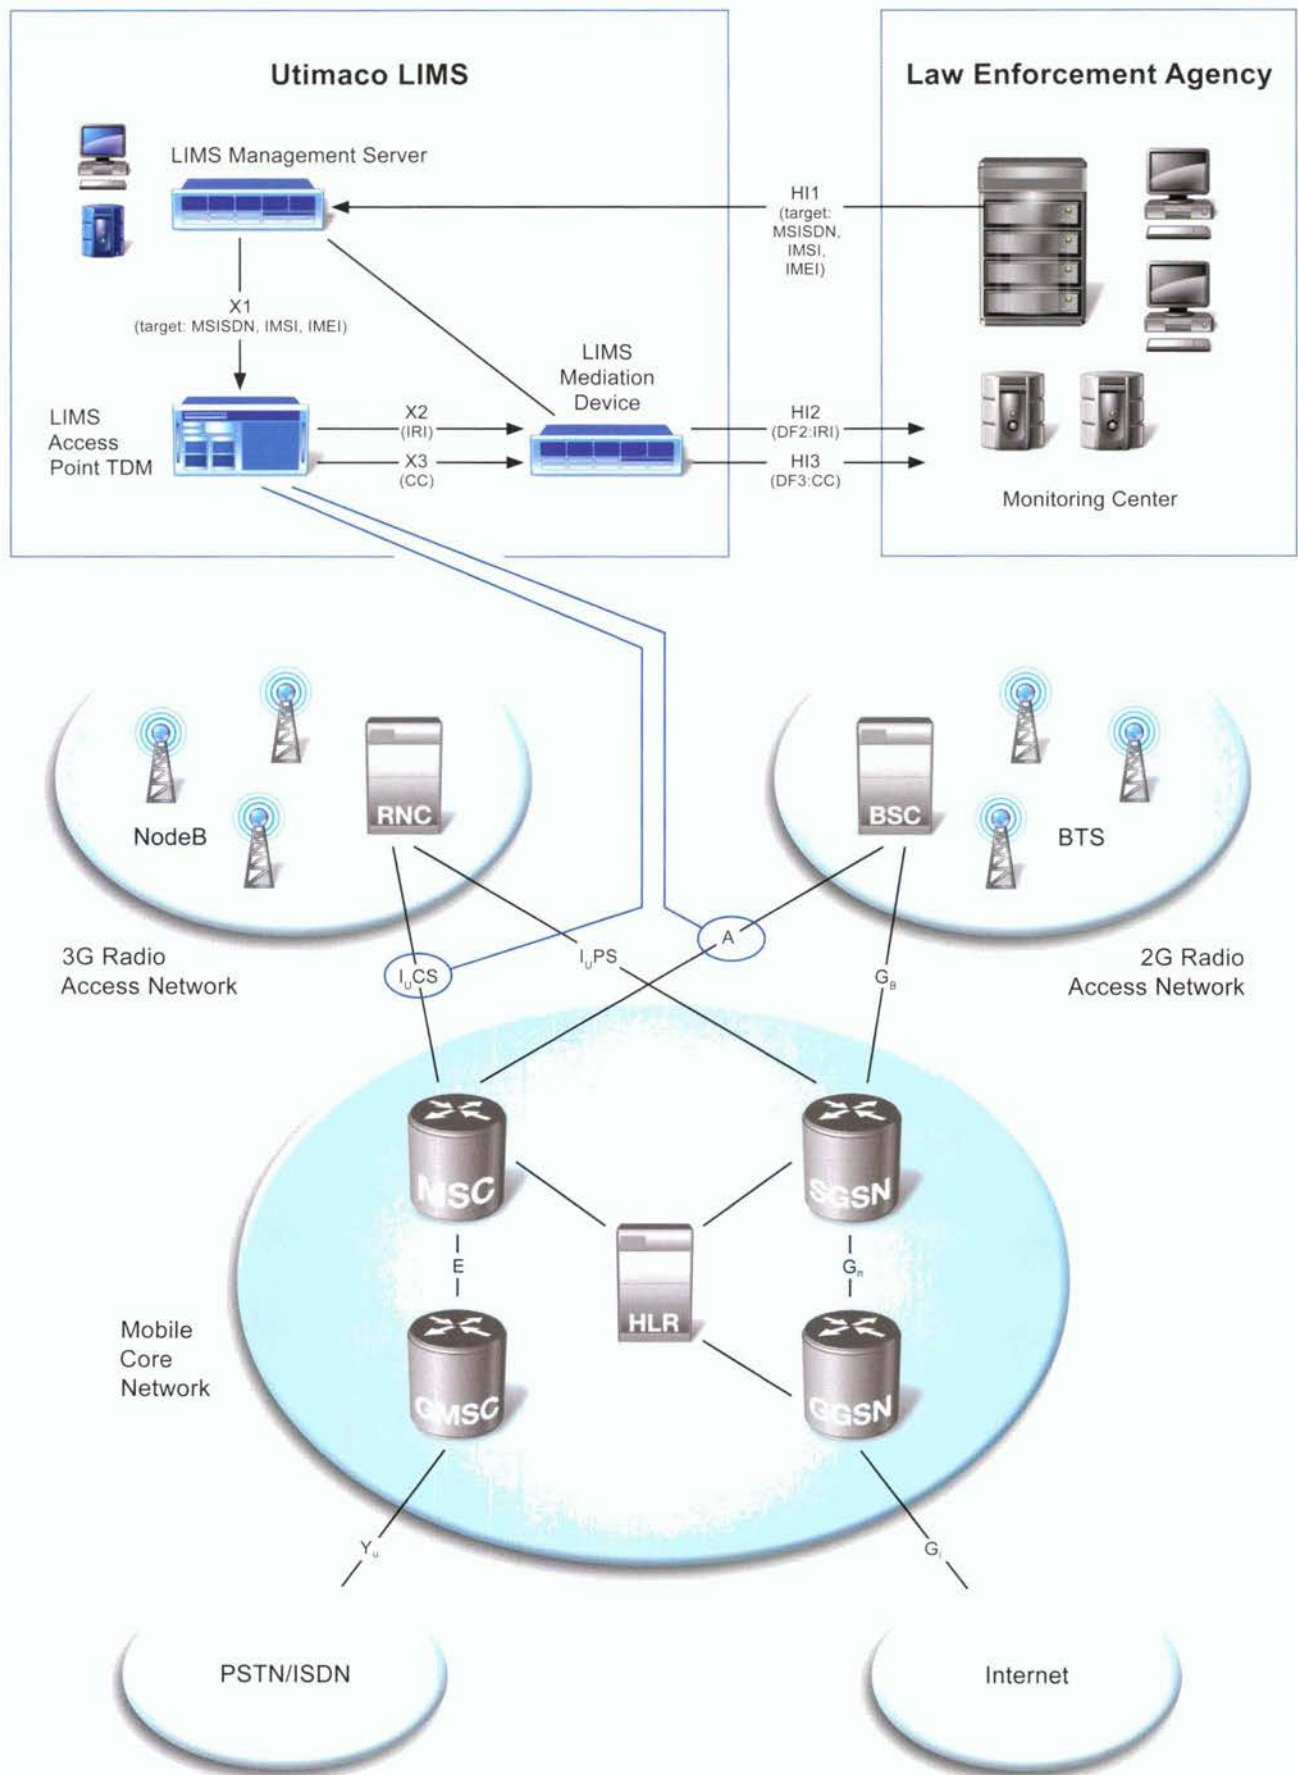 Utimaco LIMS
Law Enforcement Agency
LIMS Management Server
HI1
(target:
MSISDN,
IMSI,
IMEI)
X1
(target: MSISDN, IMSI, IMEI)
LIMS
Mediation
Device
LIMS
Access
Point TDM
X2
(IRI)
X3
(CC)
HI2
(DF2:IRI)
HI3
(DF3:CC)
Monitoring Center
NodeB
RNC
BSC
BTS
3G Radio
Access Network
IUCS
IUPS
A
GB
2G Radio
Access Network
MSC
SGSN
E
HLR
Gn
Mobile
Core
Network
GMSC
GGSN
Yu
Gi
PSTN/ISDN
Internet